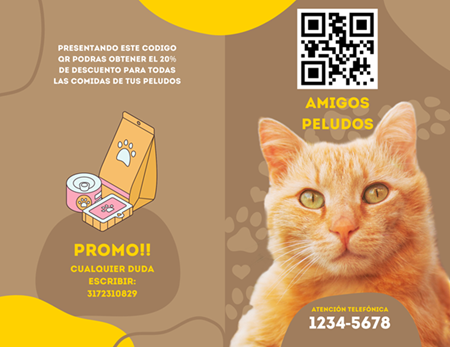 PRESENTANDO ESTE CODIGO
QR PODRAS OBTENER EL 20%
DE DESCUENTO PARA TODAS
LAS COMIDAS DE TUS PELUDOS
PROMO!!
CUALQUIER DUDA
ESCRIBIR:
3172310829
AMIGOS
PELUDOS
ATENCIÓN TELEFÓNICA
1234-5678